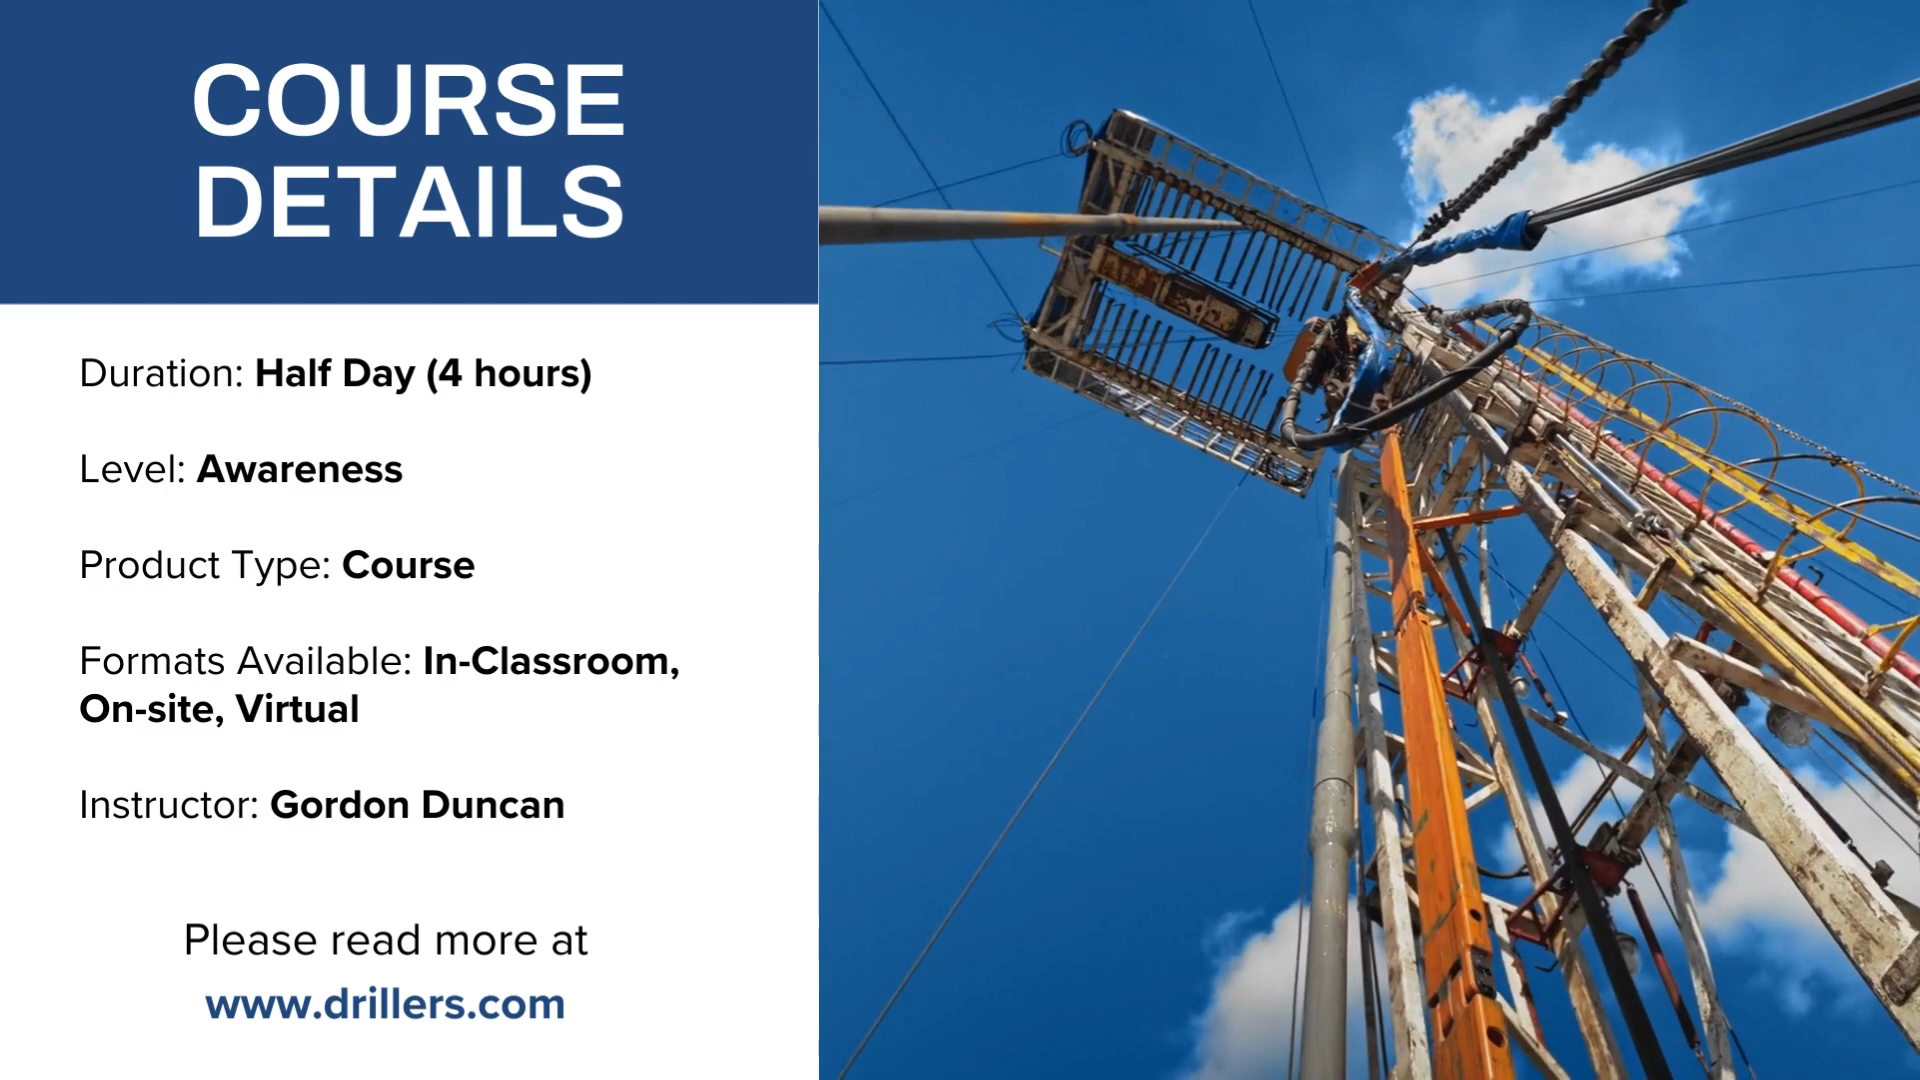 COURSE
DETAILS
Duration: Half Day (4 hours)
Level: Awareness
Product Type: Course
Formats Available: In-Classroom,
On-site, Virtual
Instructor: Gordon Duncan
Please read more at
www.drillers.com